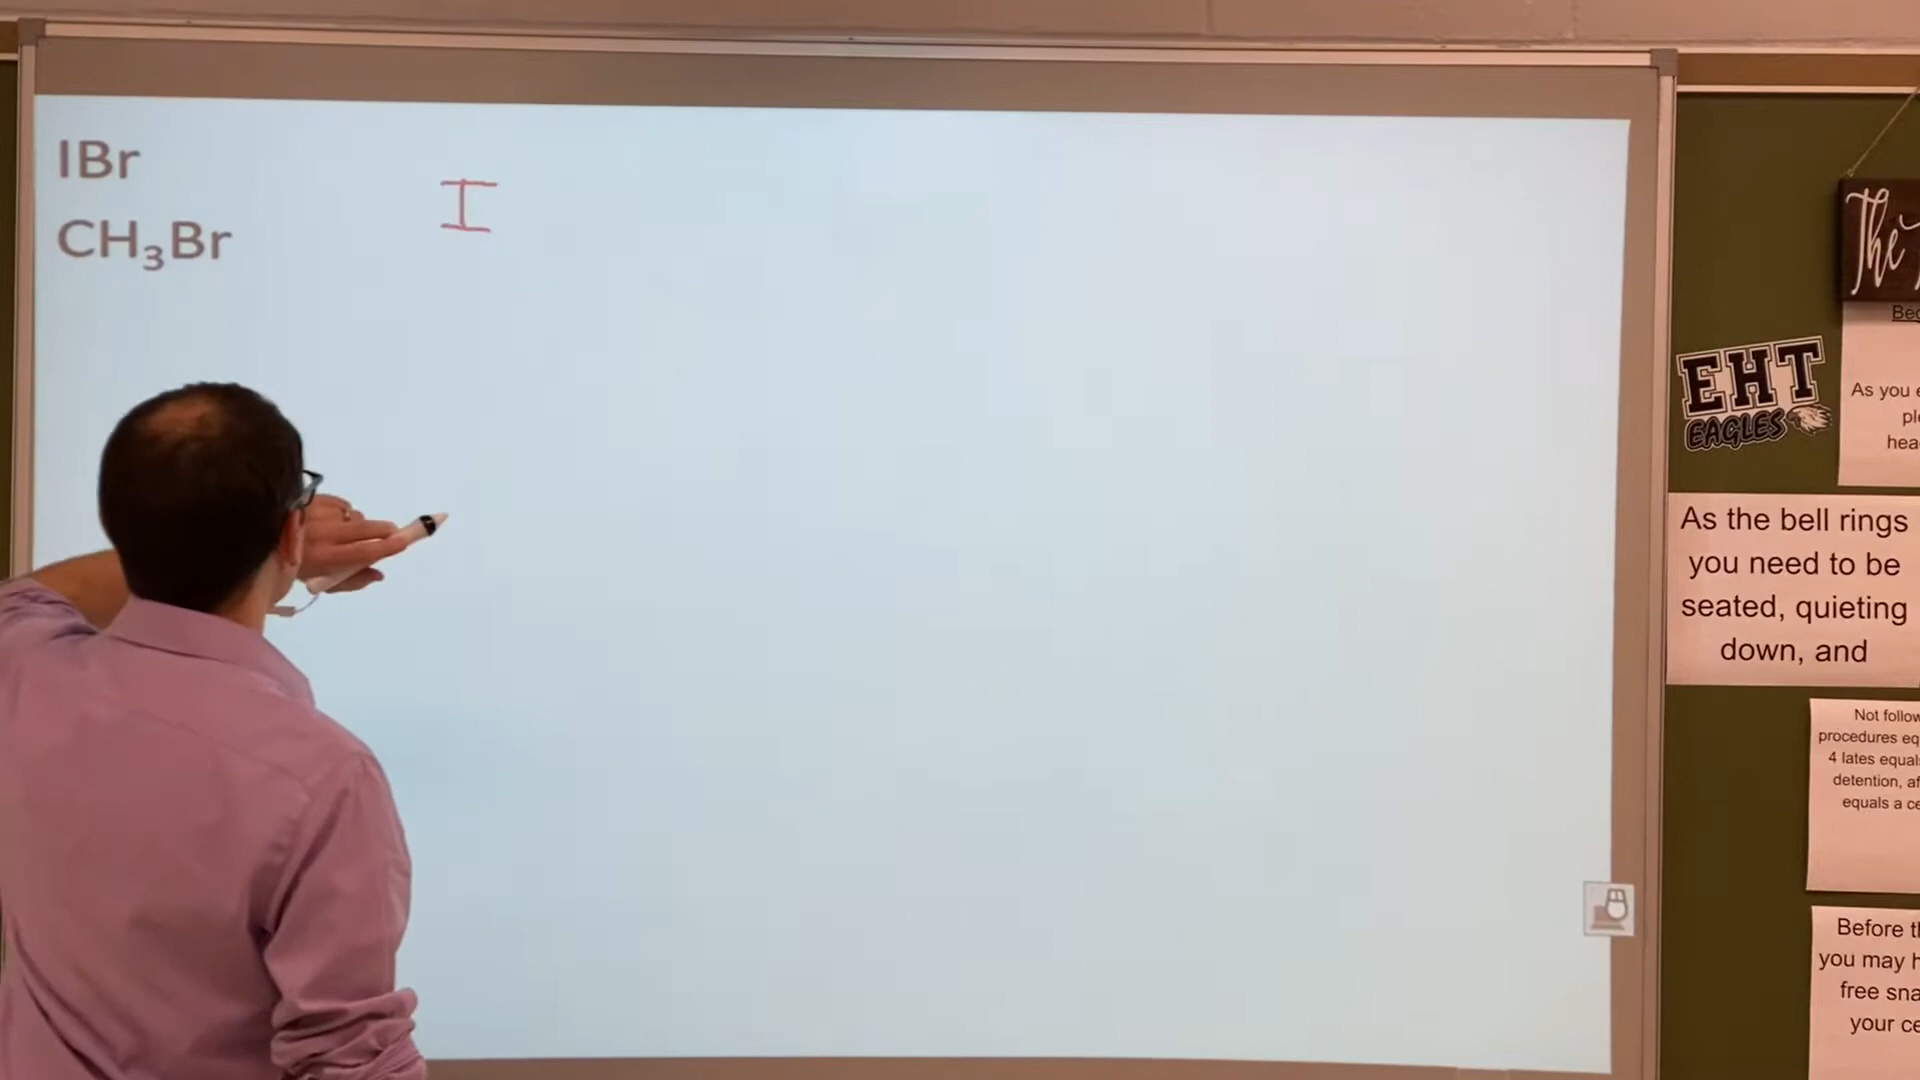 IBr
CH₃Br
I
The
Be
EHT
EAGLES
As you
As the bell rings
you need to be
seated, quieting
down, and
Not follow
procedures eq
4 lates equal
detention, af
equals a ce
Before th
you may h
free sna
your ce